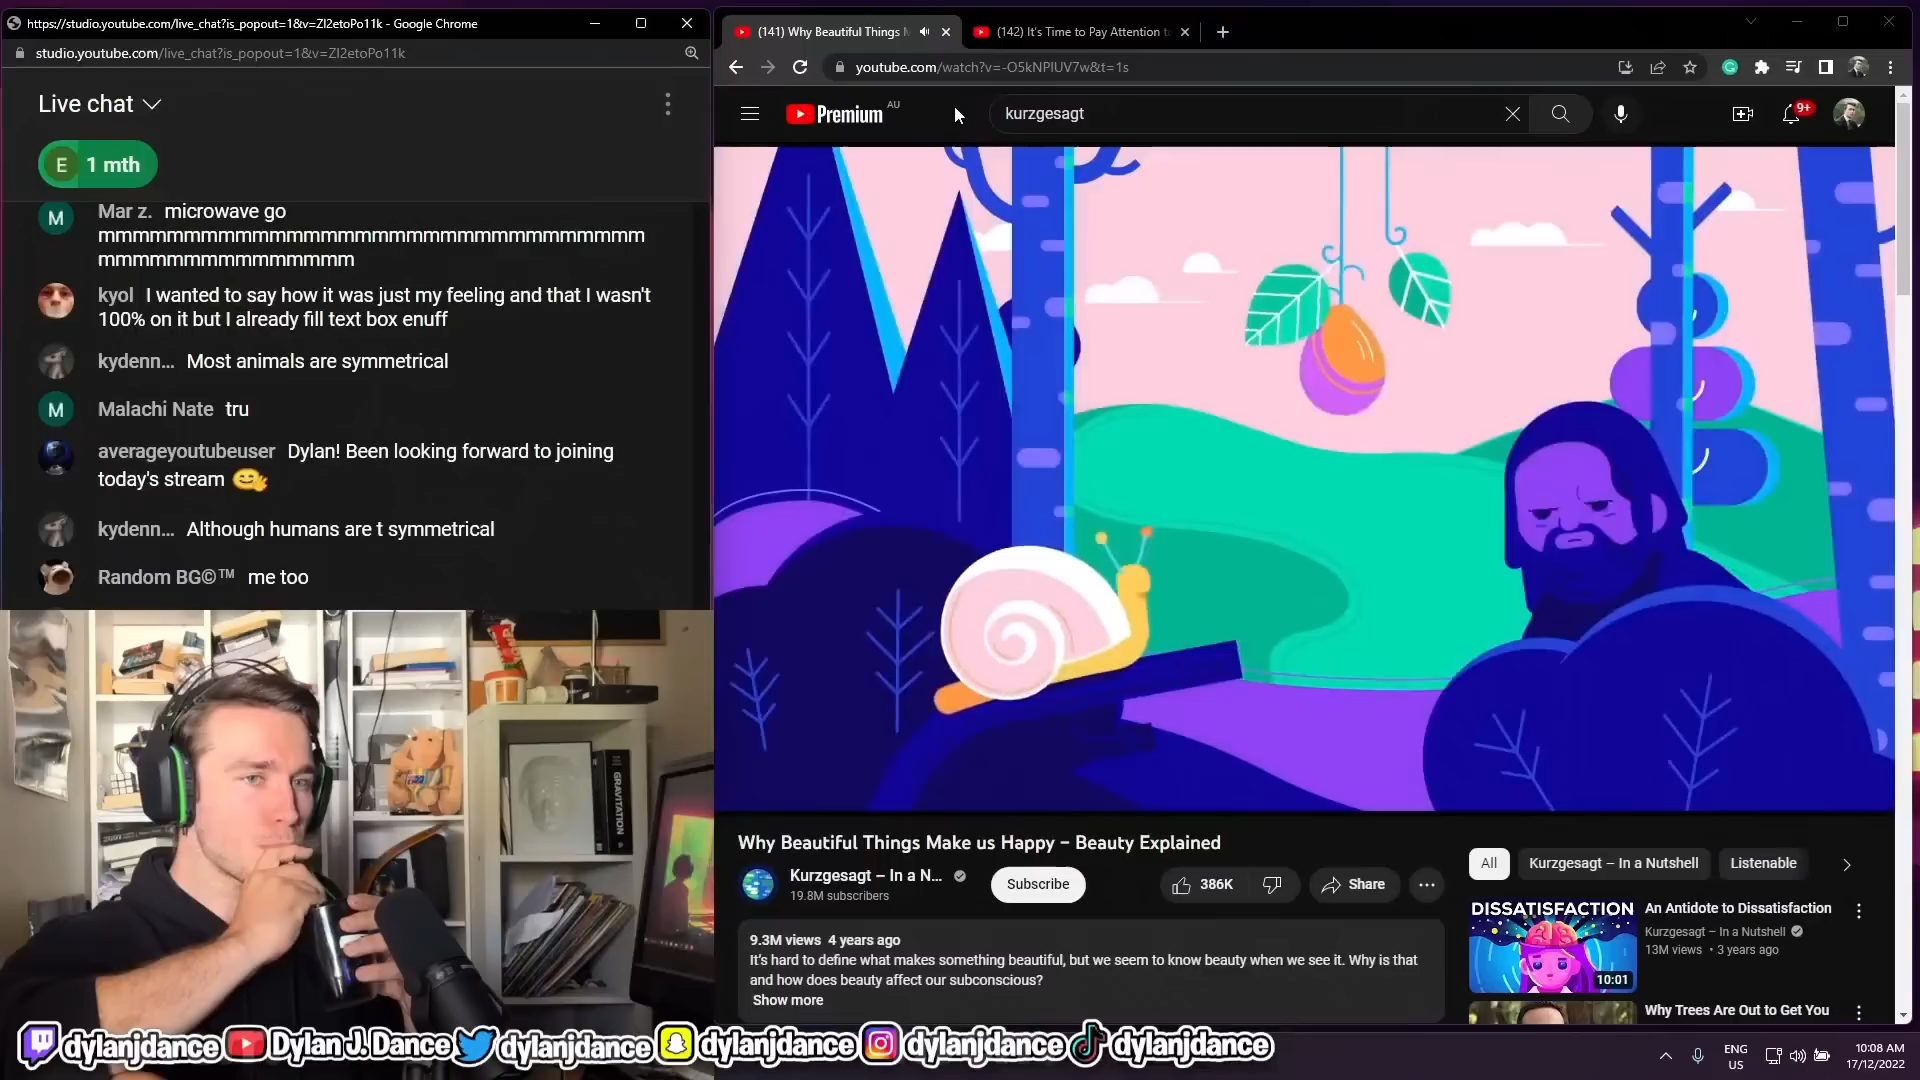 https://studio.youtube.com/live_chat?is_popout=1&v=ZI2etoPo11k - Google Chrome
studio.youtube.com/live_chat?is_popout=1&v=ZI2etoPo11k
Live chat
E 1 mth
M Mar z. microwave go
mmmmmmmmmmmmmmmmmmmmmmmmmmmmmmmm
mmmmmmmmmmmmmmm
kyol I wanted to say how it was just my feeling and that I wasn't
100% on it but I already fill text box enuff
kydenn... Most animals are symmetrical
M Malachi Nate tru
averageyoutubeuser Dylan! Been looking forward to joining
today's stream
kydenn... Although humans are t symmetrical
Random BG©™ me too
(141) Why Beautiful Things M
(142) It's Time to Pay Attention to
youtube.com/watch?v=-O5kNPlUV7w&t=1s
Premium AU
kurzgesagt
9+
Why Beautiful Things Make us Happy – Beauty Explained
Kurzgesagt – In a N...
19.8M subscribers
Subscribe
386K
Share
9.3M views 4 years ago
It's hard to define what makes something beautiful, but we seem to know beauty when we see it. Why is that
and how does beauty affect our subconscious?
Show more
All
Kurzgesagt – In a Nutshell
Listenable
DISSATISFACTION
10:01
An Antidote to Dissatisfaction
Kurzgesagt – In a Nutshell
13M views • 3 years ago
Why Trees Are Out to Get You
GRAVITATION
dylanjdance
Dylan J. Dance
dylanjdance
dylanjdance
dylanjdance
dylanjdance
ENG
US
10:08 AM
17/12/2022